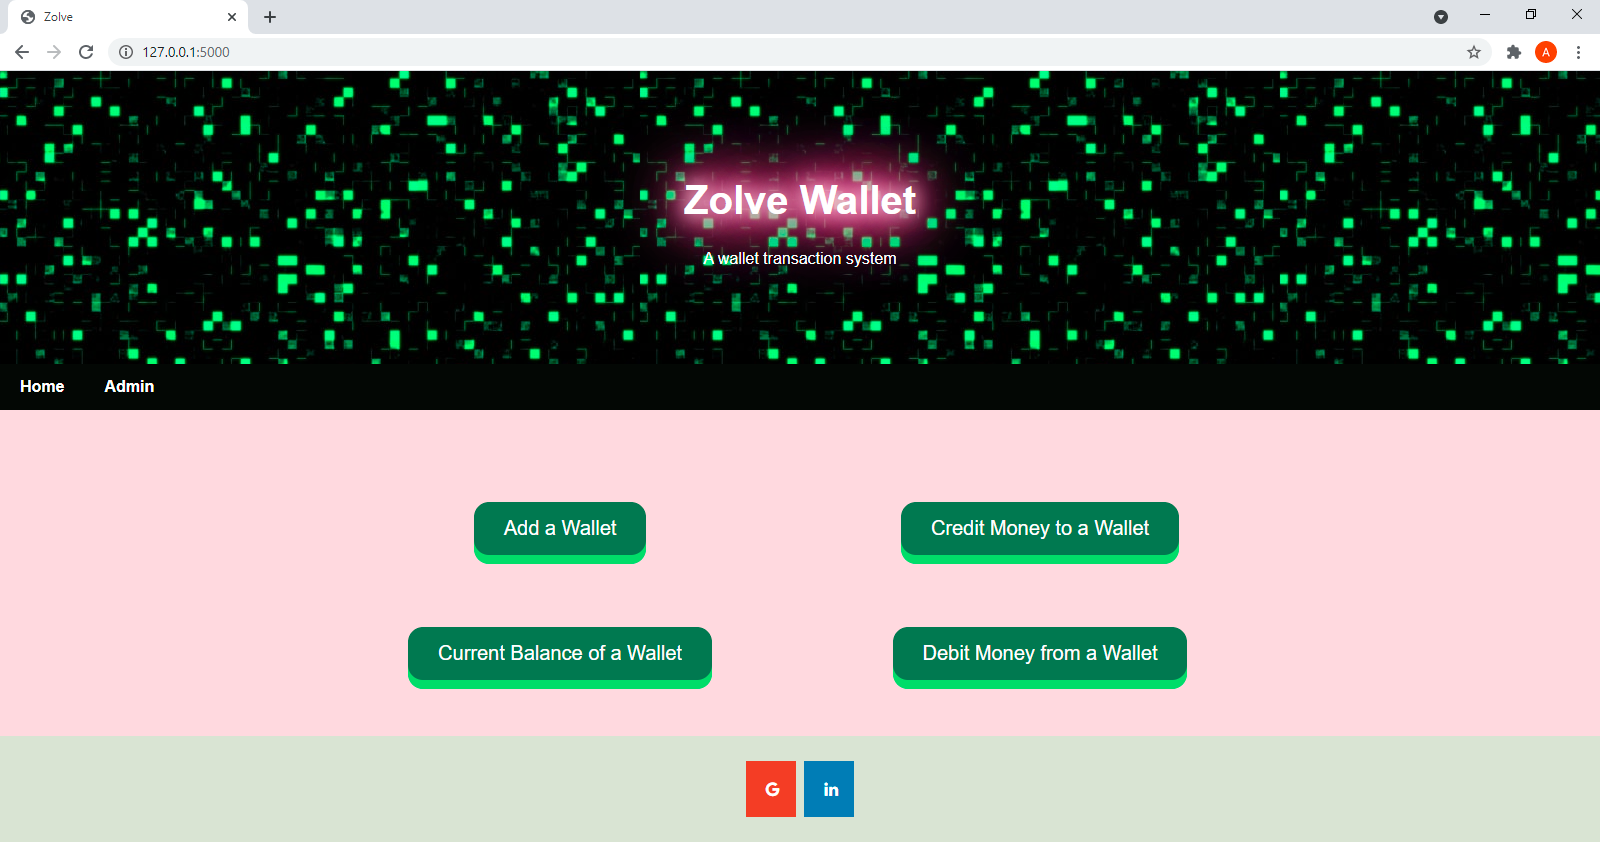 Zolve
127.0.0.1:5000
A
Zolve Wallet
A wallet transaction system
Home Admin
Add a Wallet Credit Money to a Wallet
Current Balance of a Wallet Debit Money from a Wallet
G in